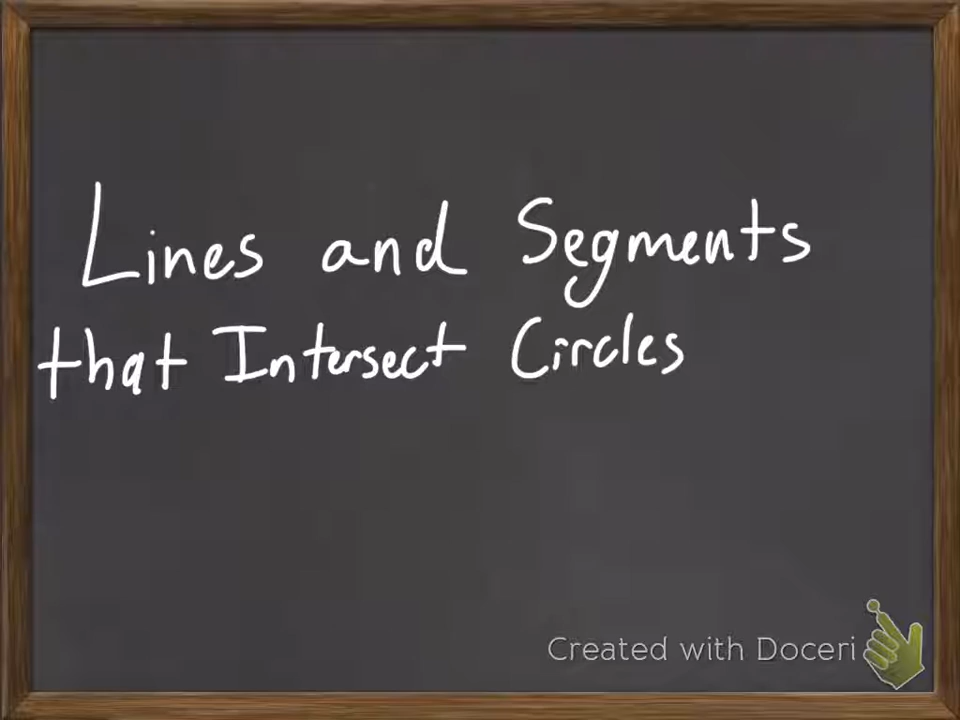 Lines and Segments
that Intersect Circles
Created with Doceri